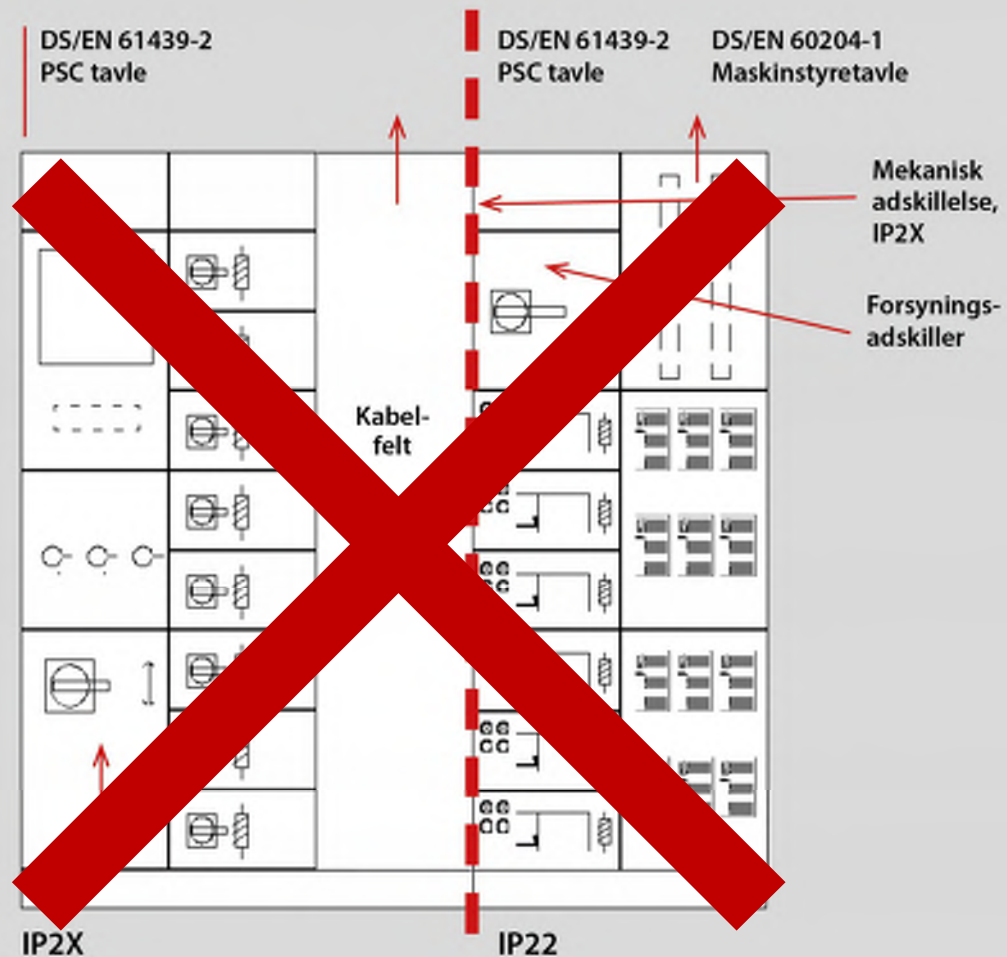 DS/EN 61439-2
PSC tavle
DS/EN 61439-2
PSC tavle
DS/EN 60204-1
Maskinstyretavle
Mekanisk
adskillelse,
IP2X
Forsynings-
adskiller
Kabel-
felt
IP2X
IP22